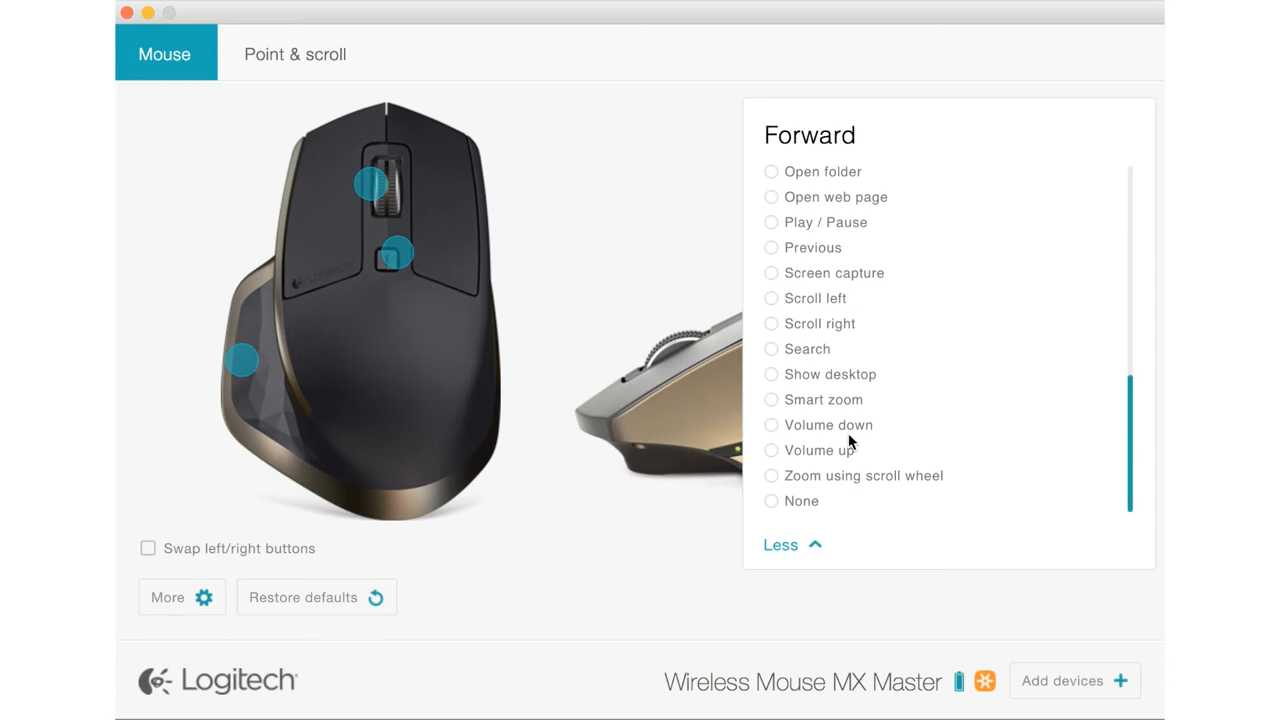 Mouse
Point & scroll
Forward
Open folder
Open web page
Play / Pause
Previous
Screen capture
Scroll left
Scroll right
Search
Show desktop
Smart zoom
Volume down
Volume up
Zoom using scroll wheel
None
Less
Logitech
Swap left/right buttons
More
Restore defaults
Logitech
Wireless Mouse MX Master
Add devices